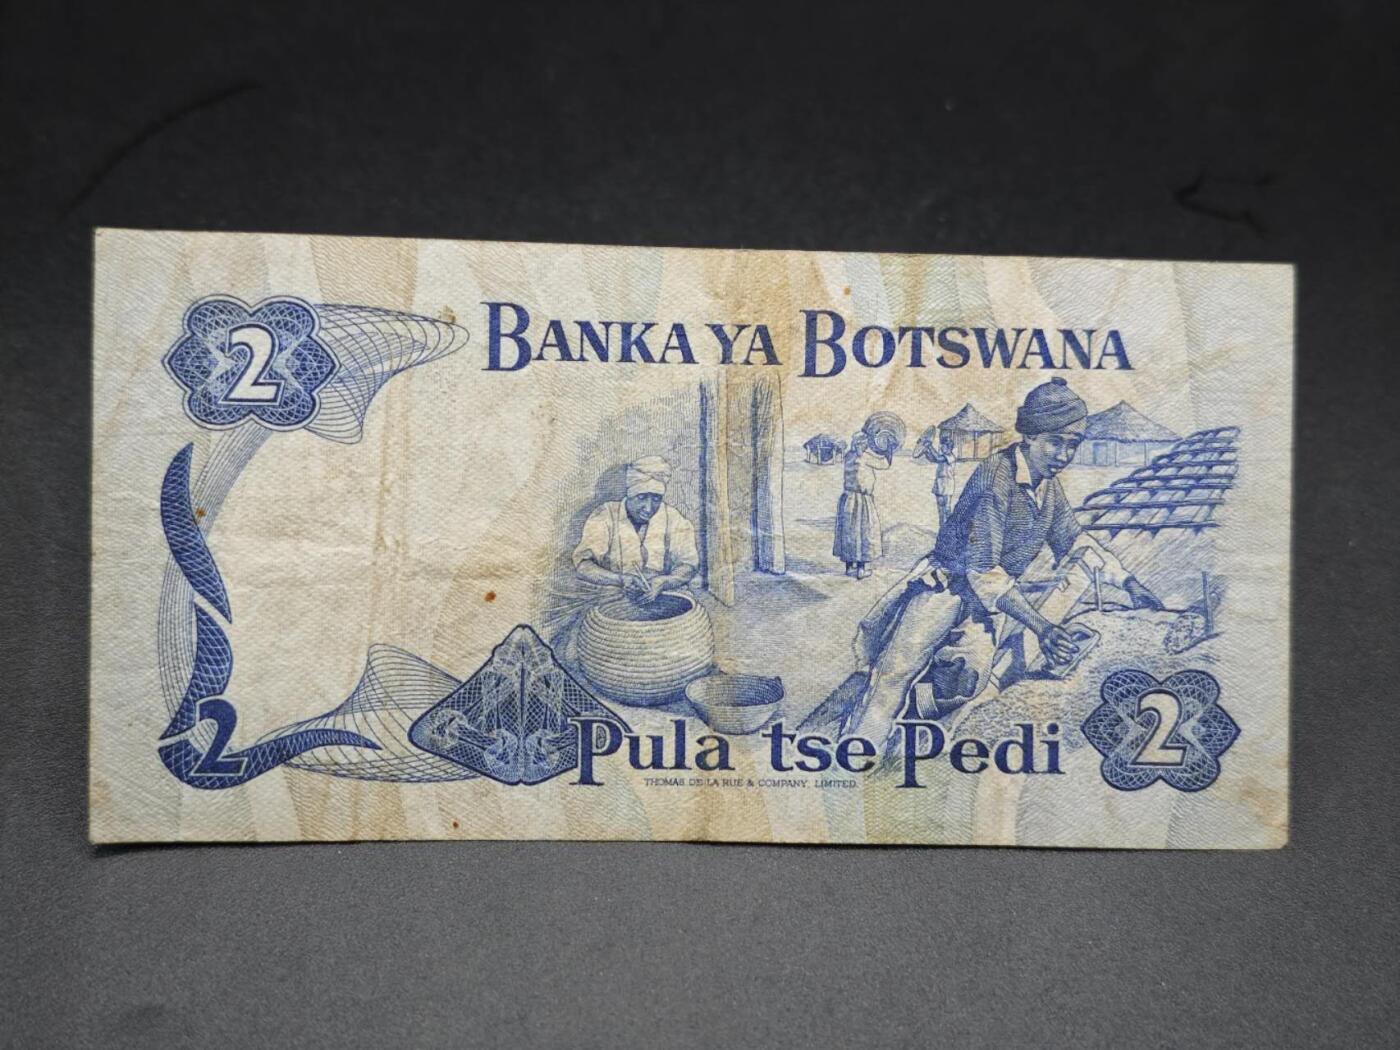 2
BANKA YA BOTSWANA
2
Pula tse Pedi
2
THOMAS DE LA RUE & COMPANY, LIMITED.